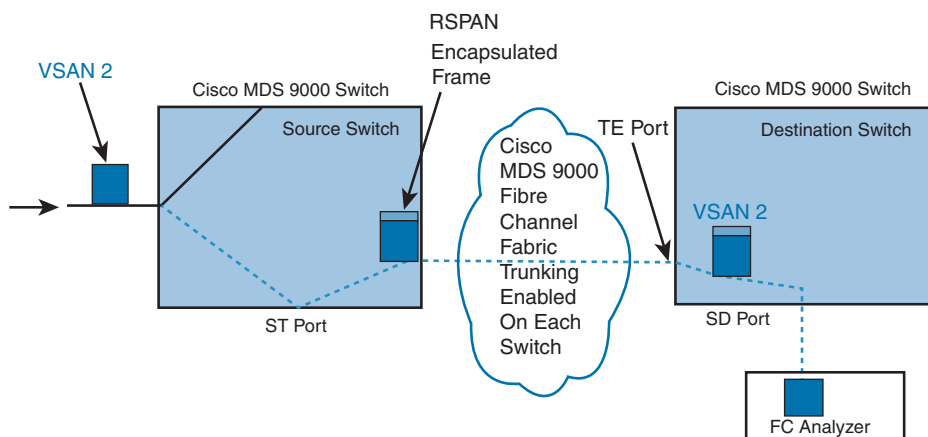 RSPAN
Encapsulated
Frame
VSAN 2
Cisco MDS 9000 Switch
Source Switch
ST Port
Cisco
MDS 9000
Fibre
Channel
Fabric
Trunking
Enabled
On Each
Switch
TE Port
Cisco MDS 9000 Switch
Destination Switch
VSAN 2
SD Port
FC Analyzer